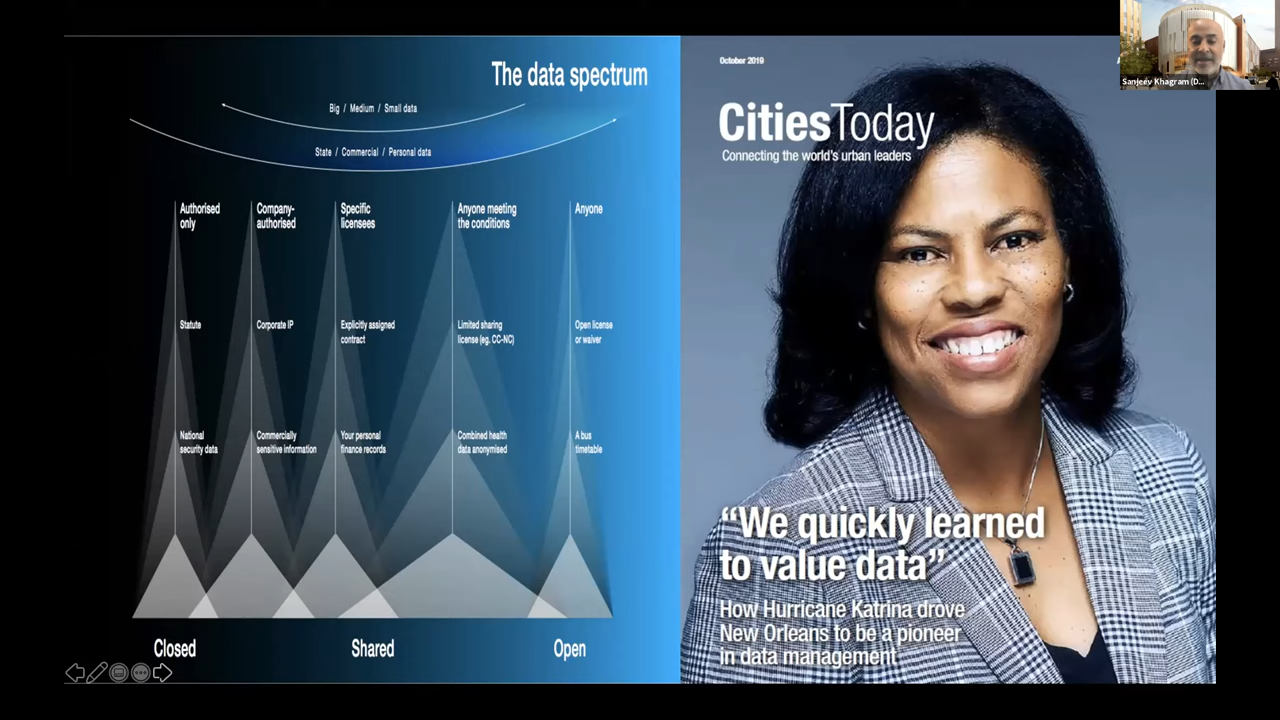 The data spectrum
Big / Medium / Small data
State / Commercial / Personal data
Authorised
only
Company-
authorised
Specific
licensees
Anyone meeting
the conditions
Anyone
Statute
Corporate IP
Explicitly assigned
contract
Limited sharing
license (eg. CC-NC)
Open license
or waiver
National
security data
Commercially
sensitive information
Your personal
finance records
Combined health
data anonymised
A bus
timetable
Closed
Shared
Open
October 2019
CitiesToday
Connecting the world's urban leaders
“We quickly learned
to value data”
How Hurricane Katrina drove
New Orleans to be a pioneer
in data management
Sanjeev Khagram (D...